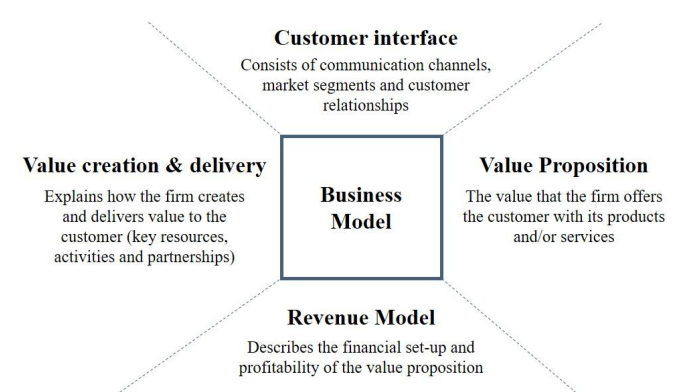 Customer interface
Consists of communication channels,
market segments and customer
relationships
Value creation & delivery
Explains how the firm creates
and delivers value to the
customer (key resources,
activities and partnerships)
Business
Model
Value Proposition
The value that the firm offers
the customer with its products
and/or services
Revenue Model
Describes the financial set-up and
profitability of the value proposition